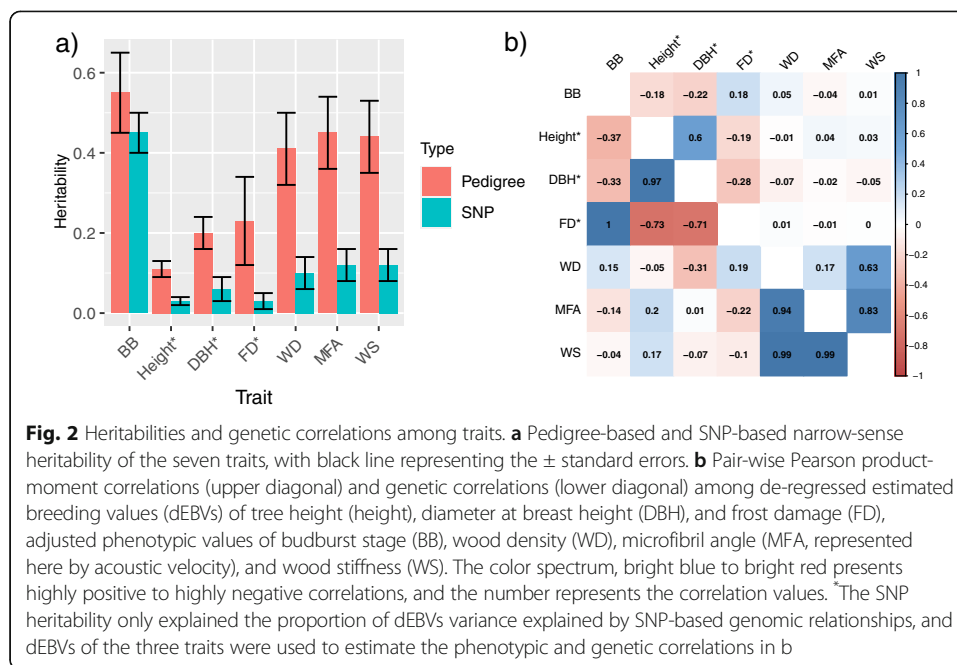 a)
b)
0.6
0.4
0.2
0.0
Heritability
BB
Height*
DBH*
FD*
WD
MFA
WS
Trait
Type
Pedigree
SNP
BB Height* DBH* FD* WD MFA WS
BB -0.18 -0.22 0.18 0.05 -0.04 0.01
Height* -0.37 0.6 -0.19 -0.01 0.04 0.03
DBH* -0.33 0.97 -0.28 -0.07 -0.02 -0.05
FD* 1 -0.73 -0.71 0.01 -0.01 0
WD 0.15 -0.05 -0.31 0.19 0.17 0.63
MFA -0.14 0.2 0.01 -0.22 0.94 0.83
WS -0.04 0.17 -0.07 -0.1 0.99 0.99
1
0.8
0.6
0.4
0.2
0
-0.2
-0.4
-0.6
-0.8
-1
Fig. 2 Heritabilities and genetic correlations among traits. a Pedigree-based and SNP-based narrow-sense
heritability of the seven traits, with black line representing the ± standard errors. b Pair-wise Pearson product-
moment correlations (upper diagonal) and genetic correlations (lower diagonal) among de-regressed estimated
breeding values (dEBVs) of tree height (height), diameter at breast height (DBH), and frost damage (FD),
adjusted phenotypic values of budburst stage (BB), wood density (WD), microfibril angle (MFA, represented
here by acoustic velocity), and wood stiffness (WS). The color spectrum, bright blue to bright red presents
highly positive to highly negative correlations, and the number represents the correlation values. *The SNP
heritability only explained the proportion of dEBVs variance explained by SNP-based genomic relationships, and
dEBVs of the three traits were used to estimate the phenotypic and genetic correlations in b